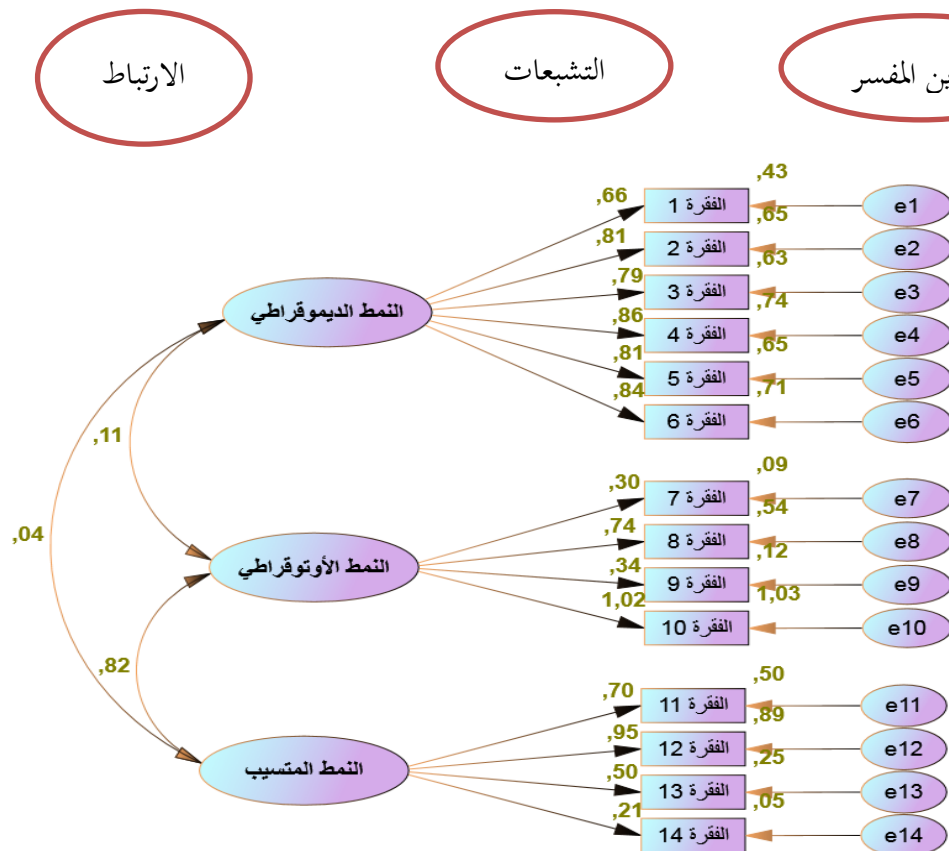 الارتباط
التشبعات
ين المفسر
,43
,66 الفقرة 1 e1
,65
,81 الفقرة 2 e2
,63
,79 الفقرة 3 e3
,74
النمط الديموقراطي
,86 الفقرة 4 e4
,65
,81 الفقرة 5 e5
,71
,84 الفقرة 6 e6
,11
,09
,30 الفقرة 7 e7
,54
,04
,74 الفقرة 8 e8
,12
النمط الأوتوقراطي
,34 الفقرة 9 e9
1,03
1,02 الفقرة 10 e10
,82
,50
,70 الفقرة 11 e11
,89
,95 الفقرة 12 e12
,25
النمط المتسيب
,50 الفقرة 13 e13
,05
,21 الفقرة 14 e14